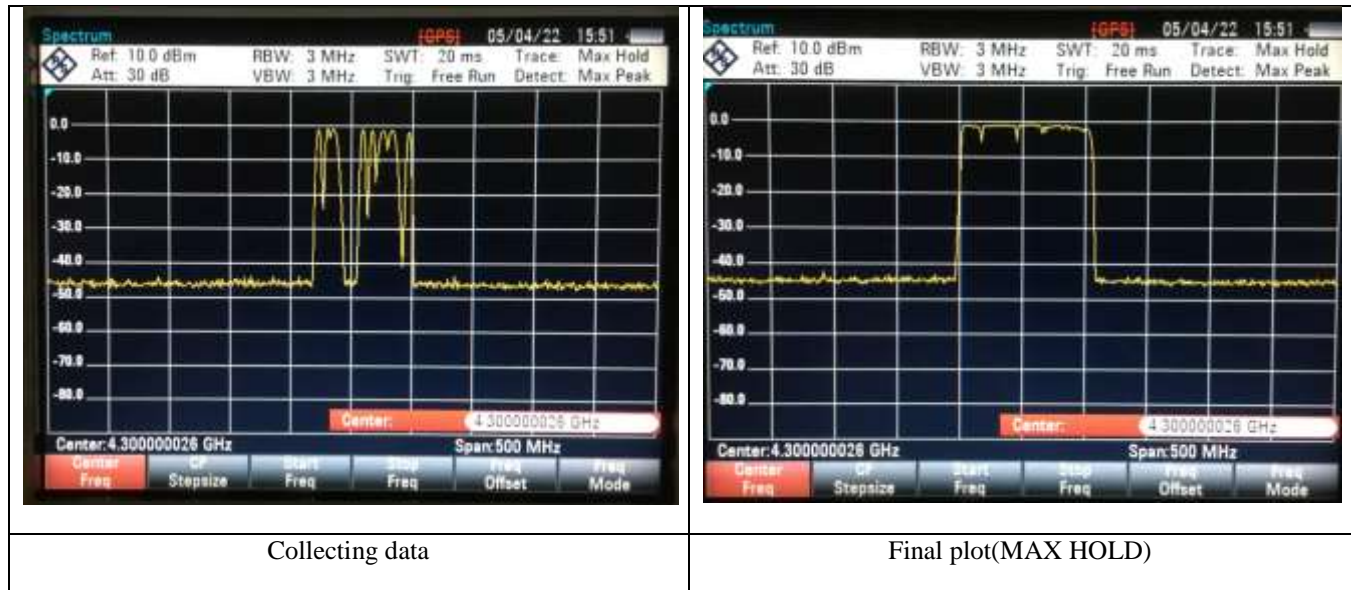 Spectrum
[GPS] 05/04/22 15:51
Ref: 10.0 dBm RBW: 3 MHz SWT: 20 ms Trace: Max Hold
Att: 30 dB VBW: 3 MHz Trig: Free Run Detect: Max Peak
0.0
-10.0
-20.0
-30.0
-40.0
-50.0
-60.0
-70.0
-80.0
Center: 4.300000026 GHz
Center:4.300000026 GHz Span:500 MHz
Center Freq
CF Stepsize
Start Freq
Stop Freq
Freq Offset
Freq Mode
Collecting data
Spectrum
[GPS] 05/04/22 15:51
Ref: 10.0 dBm RBW: 3 MHz SWT: 20 ms Trace: Max Hold
Att: 30 dB VBW: 3 MHz Trig: Free Run Detect: Max Peak
0.0
-10.0
-20.0
-30.0
-40.0
-50.0
-60.0
-70.0
-80.0
Center: 4.300000026 GHz
Center:4.300000026 GHz Span:500 MHz
Center Freq
CF Stepsize
Start Freq
Stop Freq
Freq Offset
Freq Mode
Final plot(MAX HOLD)